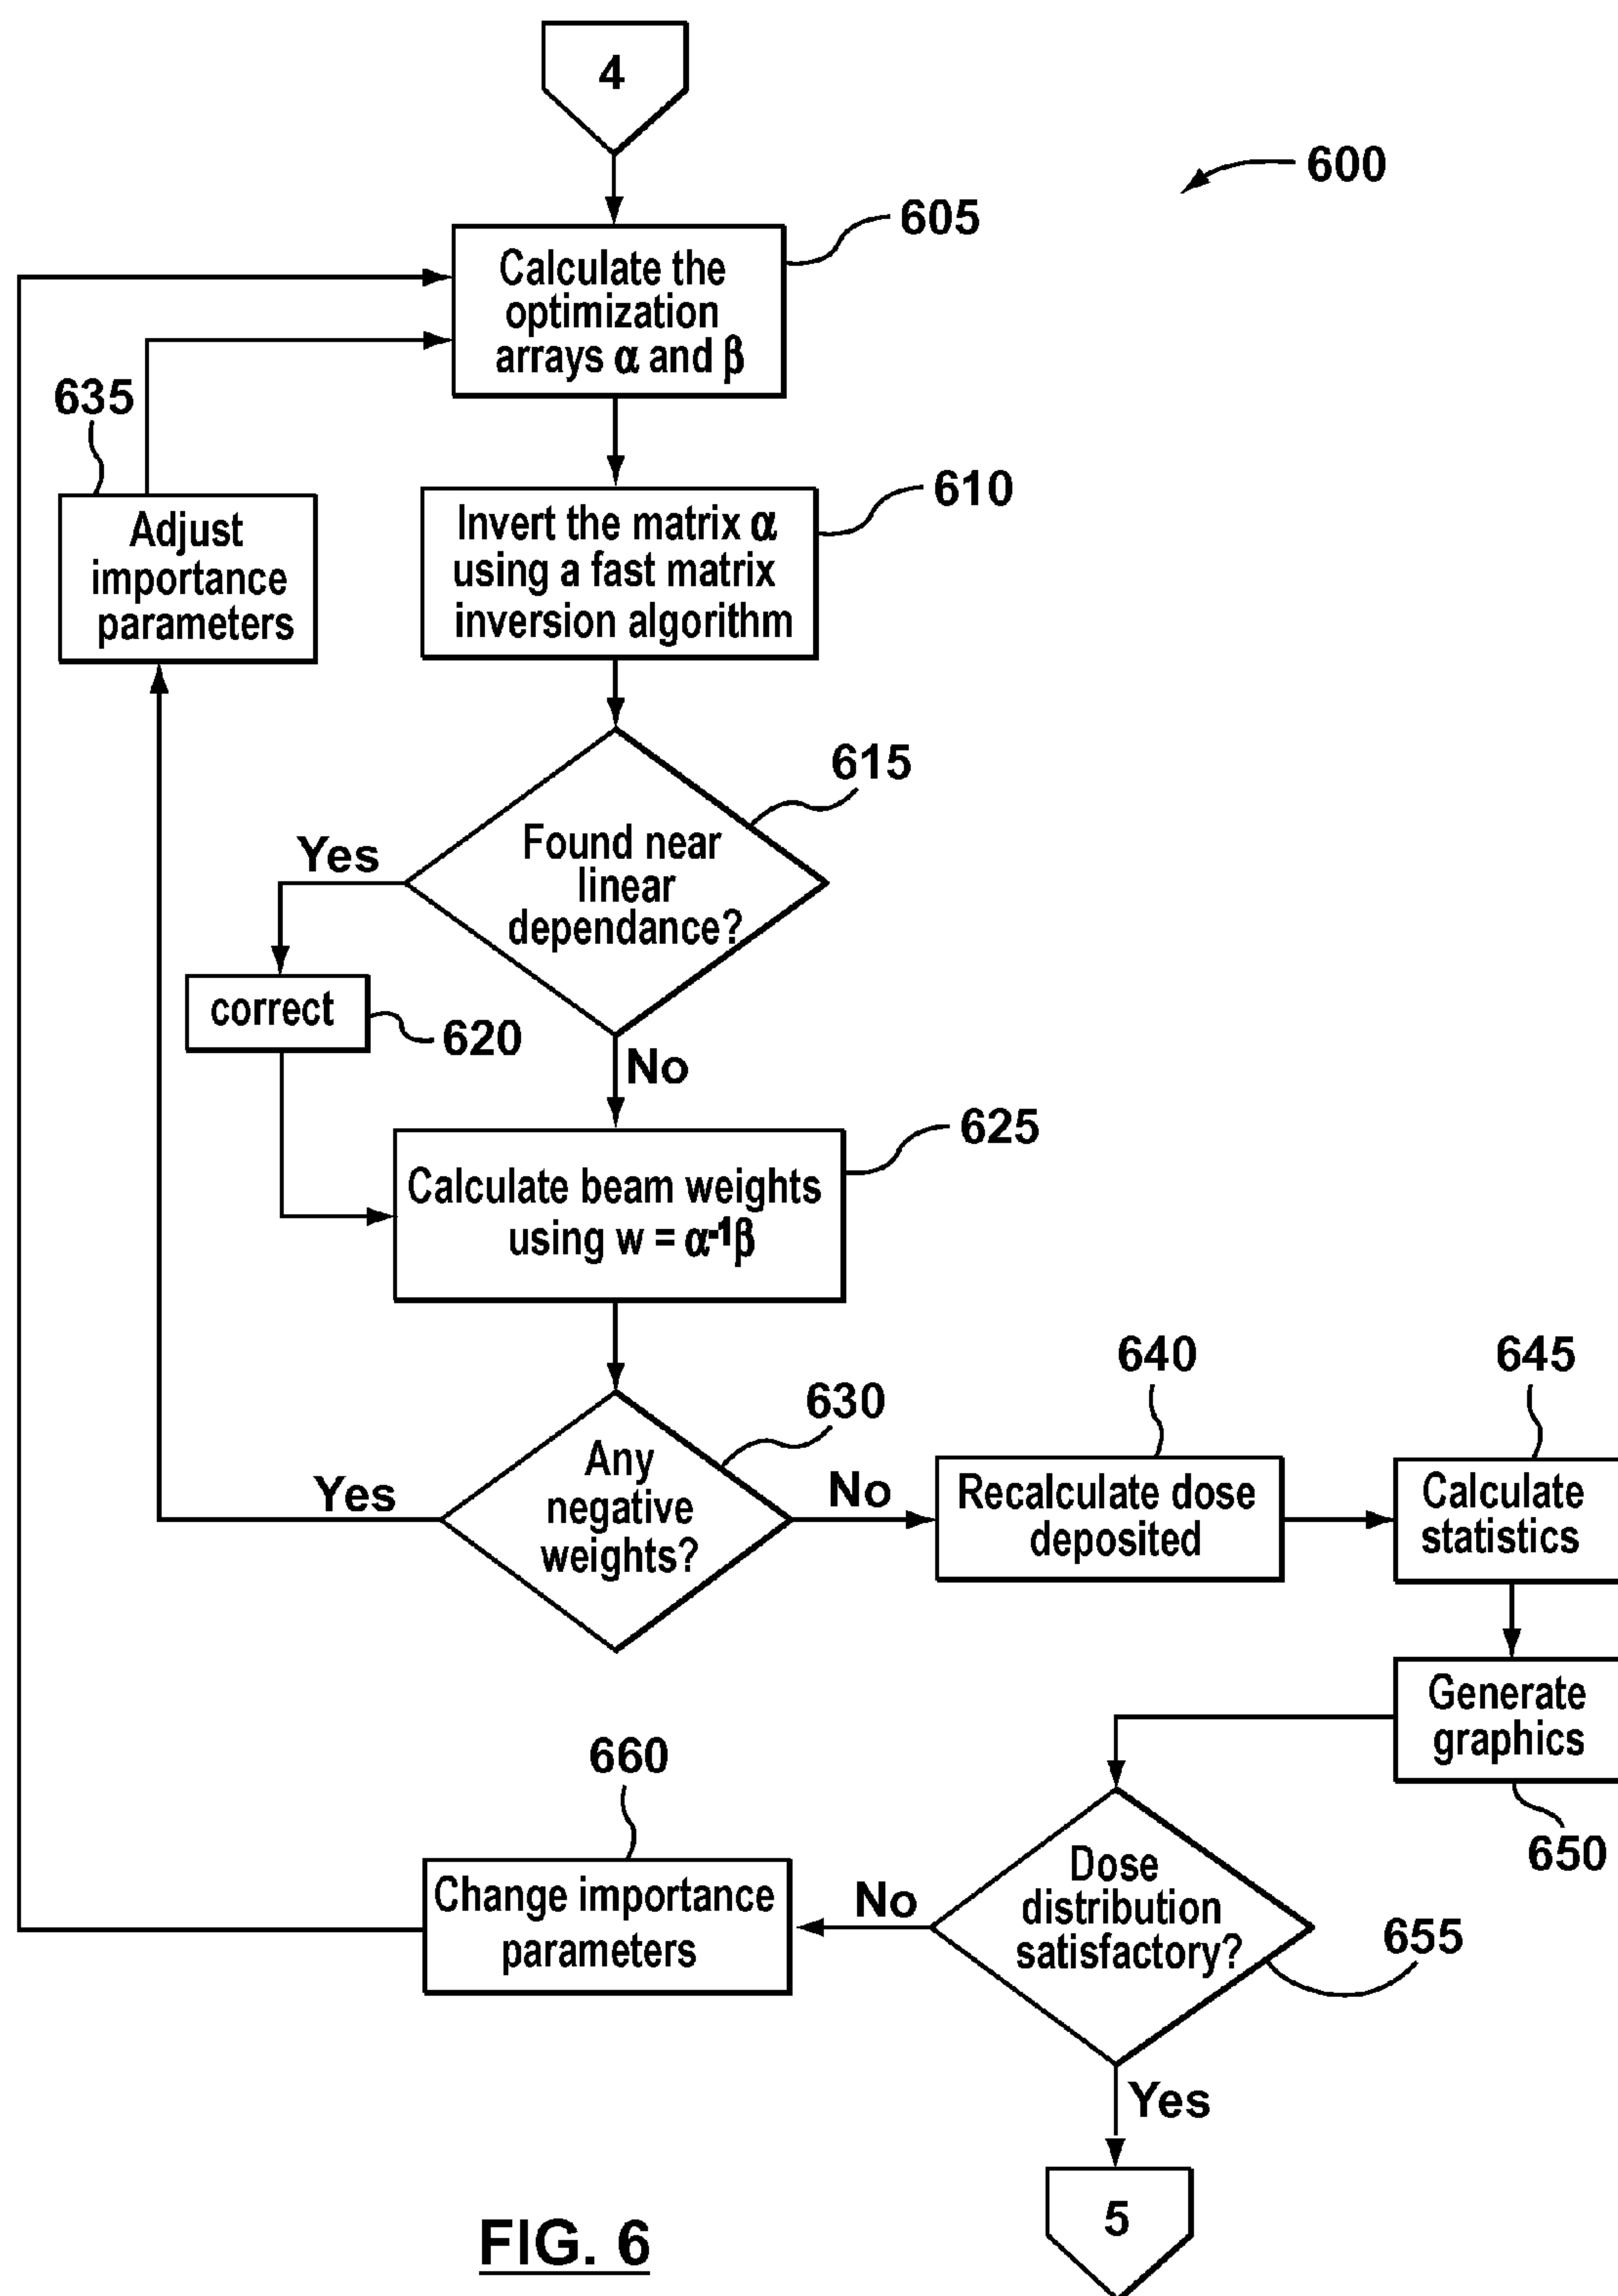 4
600
605
Calculate the
optimization
arrays α and β
635
Adjust
importance
parameters
610
Invert the matrix α
using a fast matrix
inversion algorithm
615
Found near
linear
dependance?
Yes
correct
620
No
625
Calculate beam weights
using w = α-1β
630
Any
negative
weights?
Yes
No
640
Recalculate dose
deposited
645
Calculate
statistics
Generate
graphics
650
660
Change importance
parameters
No
Dose
distribution
satisfactory?
655
Yes
5
FIG. 6